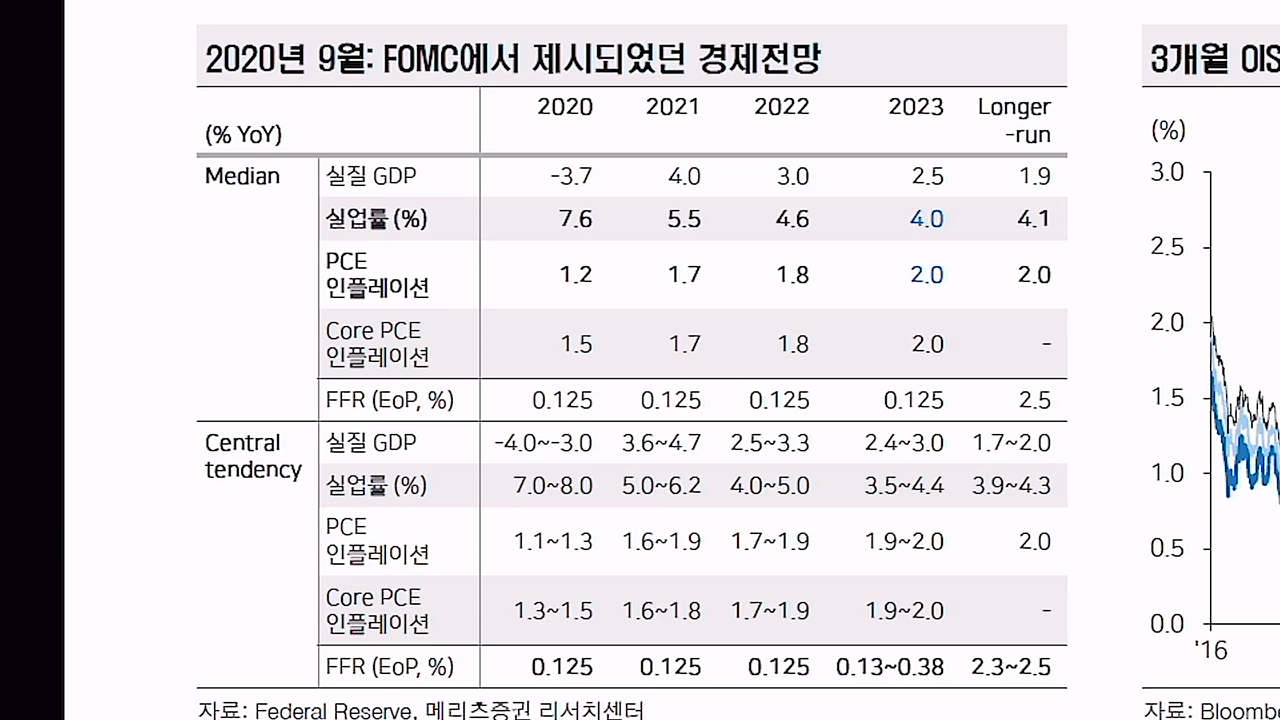 2020년 9월: FOMC에서 제시되었던 경제전망
(% YoY) 2020 2021 2022 2023 Longer
-run
Median 실질 GDP -3.7 4.0 3.0 2.5 1.9
실업률 (%) 7.6 5.5 4.6 4.0 4.1
PCE
인플레이션 1.2 1.7 1.8 2.0 2.0
Core PCE
인플레이션 1.5 1.7 1.8 2.0 -
FFR (EoP, %) 0.125 0.125 0.125 0.125 2.5
Central
tendency 실질 GDP -4.0~-3.0 3.6~4.7 2.5~3.3 2.4~3.0 1.7~2.0
실업률 (%) 7.0~8.0 5.0~6.2 4.0~5.0 3.5~4.4 3.9~4.3
PCE
인플레이션 1.1~1.3 1.6~1.9 1.7~1.9 1.9~2.0 2.0
Core PCE
인플레이션 1.3~1.5 1.6~1.8 1.7~1.9 1.9~2.0 -
FFR (EoP, %) 0.125 0.125 0.125 0.13~0.38 2.3~2.5
자료: Federal Reserve, 메리츠증권 리서치센터
3개월 OIS
(%)
3.0
2.5
2.0
1.5
1.0
0.5
0.0
'16
자료: Bloomb